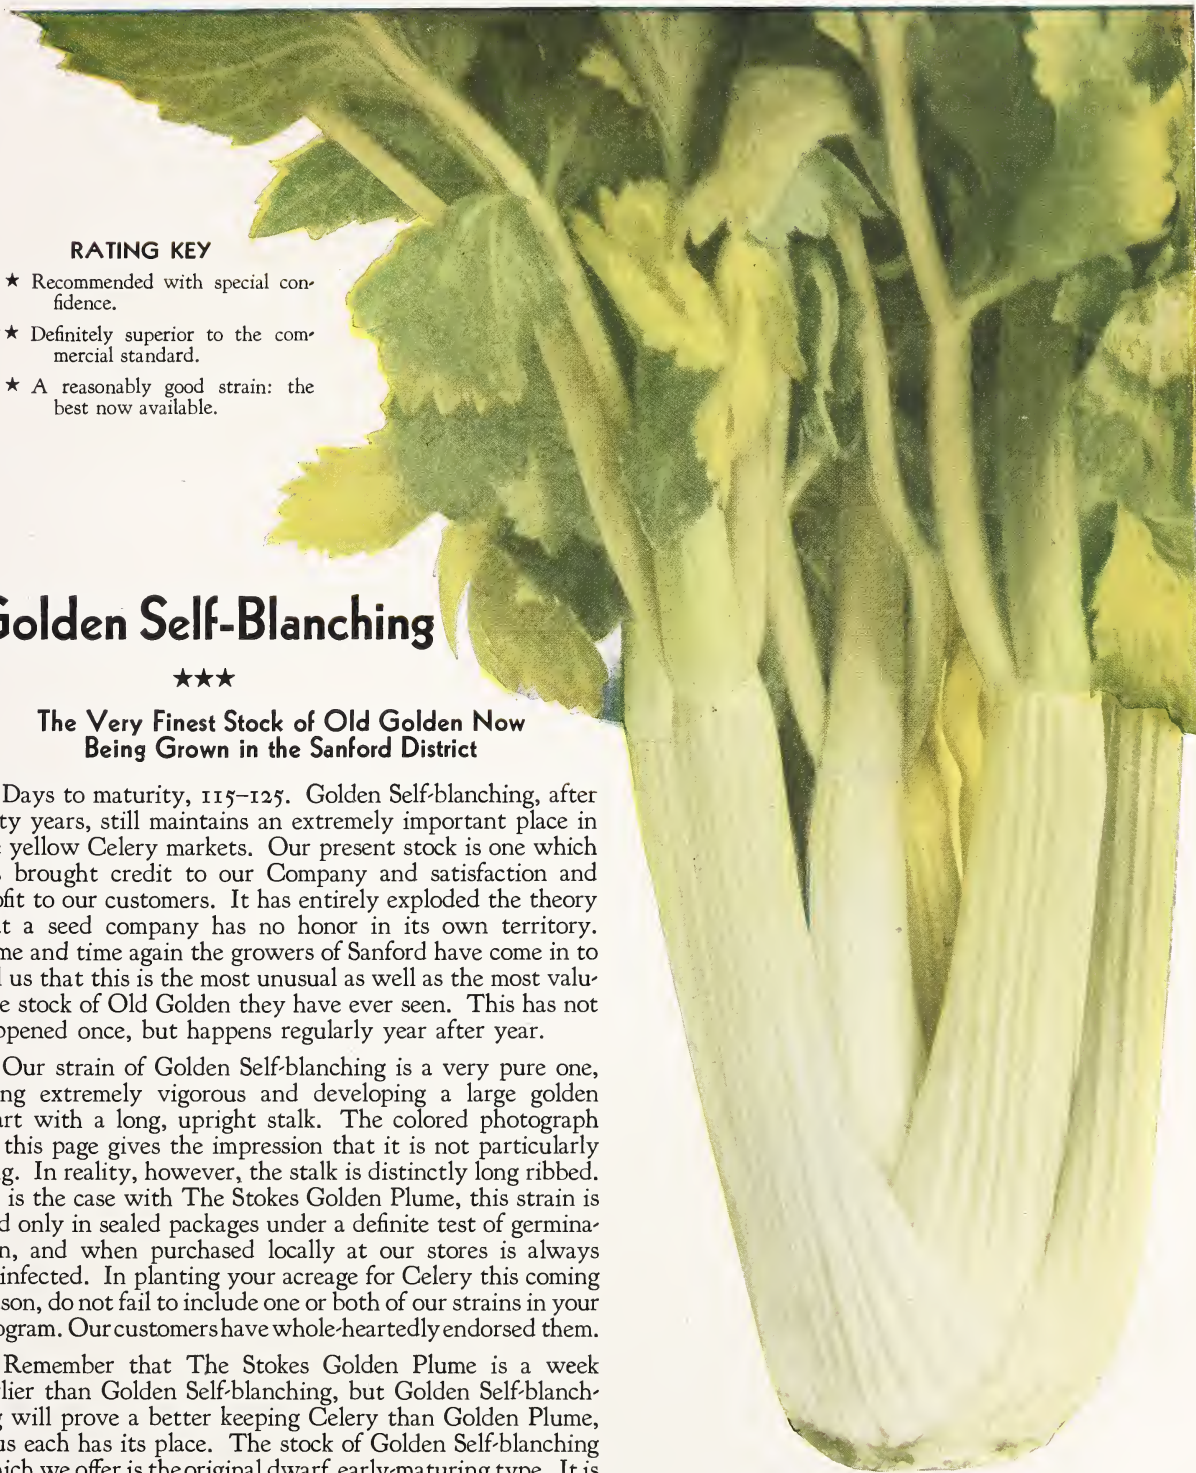 RATING KEY
★ Recommended with special con-
fidence.
★ Definitely superior to the com-
mercial standard.
★ A reasonably good strain: the
best now available.
Golden Self-Blanching
★★★
The Very Finest Stock of Old Golden Now
Being Grown in the Sanford District
Days to maturity, 115–125. Golden Self-blanching, after
ty years, still maintains an extremely important place in
yellow Celery markets. Our present stock is one which
brought credit to our Company and satisfaction and
ofit to our customers. It has entirely exploded the theory
t a seed company has no honor in its own territory.
me and time again the growers of Sanford have come in to
l us that this is the most unusual as well as the most valu-
e stock of Old Golden they have ever seen. This has not
ppened once, but happens regularly year after year.
Our strain of Golden Self-blanching is a very pure one,
ng extremely vigorous and developing a large golden
art with a long, upright stalk. The colored photograph
this page gives the impression that it is not particularly
g. In reality, however, the stalk is distinctly long ribbed.
is the case with The Stokes Golden Plume, this strain is
d only in sealed packages under a definite test of germina-
n, and when purchased locally at our stores is always
infected. In planting your acreage for Celery this coming
son, do not fail to include one or both of our strains in your
ogram. Our customers have whole-heartedly endorsed them.
Remember that The Stokes Golden Plume is a week
lier than Golden Self-blanching, but Golden Self-blanch-
g will prove a better keeping Celery than Golden Plume,
us each has its place. The stock of Golden Self-blanching
ich we offer is the original dwarf, early-maturing type. It is